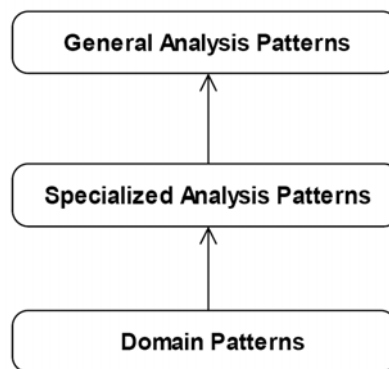 General Analysis Patterns
Specialized Analysis Patterns
Domain Patterns